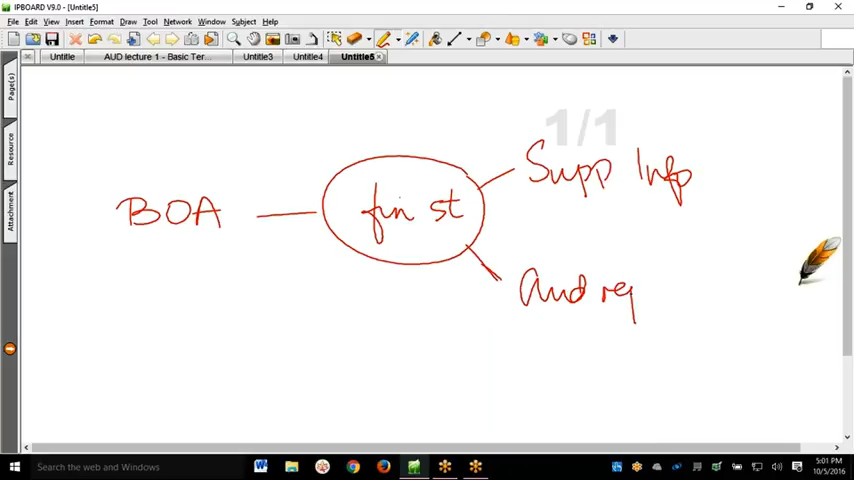 IPBOARD V9.0 - [Untitle5]
File Edit View Insert Format Draw Tool Network Window Subject Help
Untitle AUD lecture 1 - Basic Ter... Untitle3 Untitle4 Untitle5
Page(s)
Resource
Attachment
1/1
Supp Info
BOA
fin st
Aud req
Search the web and Windows
5:01 PM
10/5/2016